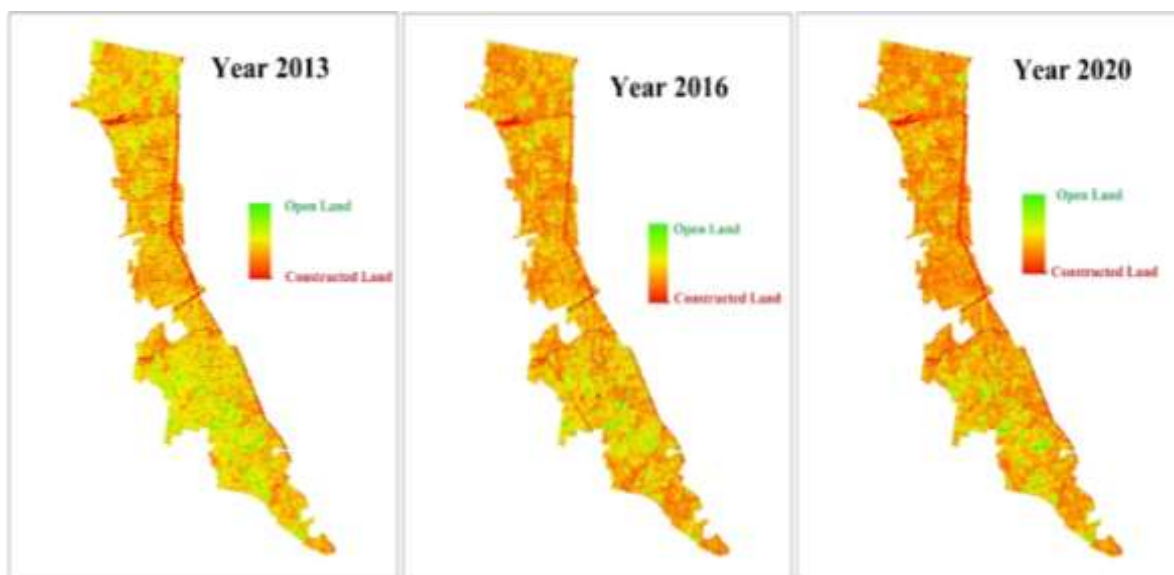 Year 2013
Open Land
Constructed Land
Year 2016
Open Land
Constructed Land
Year 2020
Open Land
Constructed Land